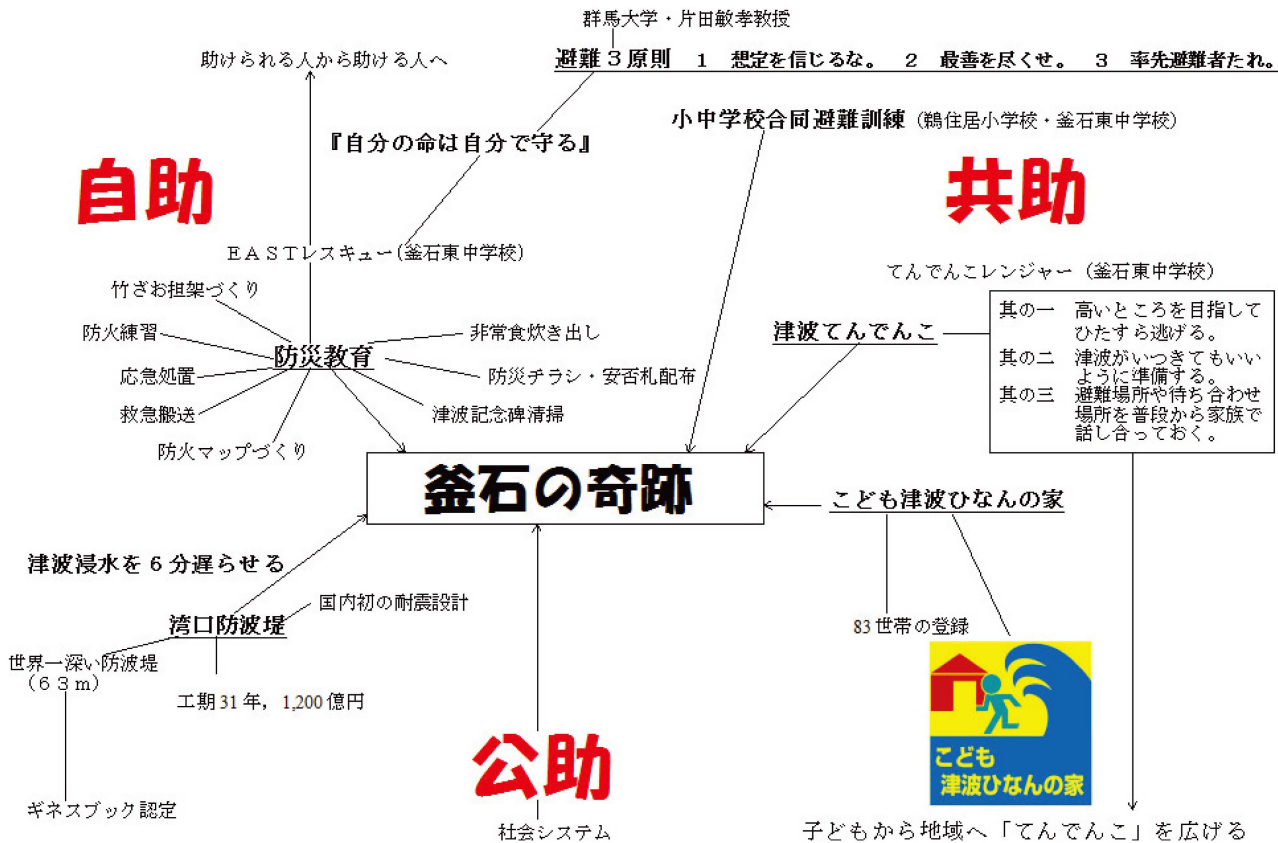 群馬大学・片田敏孝教授
避難３原則　１　想定を信じるな。　２　最善を尽くせ。　３　率先避難者たれ。
助けられる人から助ける人へ
小中学校合同避難訓練（鵜住居小学校・釜石東中学校）
『自分の命は自分で守る』
自助
共助
ＥＡＳＴレスキュー(釜石東中学校)
てんでんこレンジャー（釜石東中学校）
竹ざお担架づくり
防火練習
応急処置
救急搬送
防火マップづくり
防災教育
非常食炊き出し
防災チラシ・安否札配布
津波記念碑清掃
津波てんでんこ
其の一　高いところを目指して
ひたすら逃げる。
其の二　津波がいつきてもいい
ように準備する。
其の三　避難場所や待ち合わせ
場所を普段から家族で
話し合っておく。
釜石の奇跡
こども津波ひなんの家
津波浸水を６分遅らせる
国内初の耐震設計
湾口防波堤
世界一深い防波堤
（６３ｍ）
工期31年，1,200億円
83世帯の登録
公助
こども
津波ひなんの家
ギネスブック認定
社会システム
子どもから地域へ「てんでんこ」を広げる